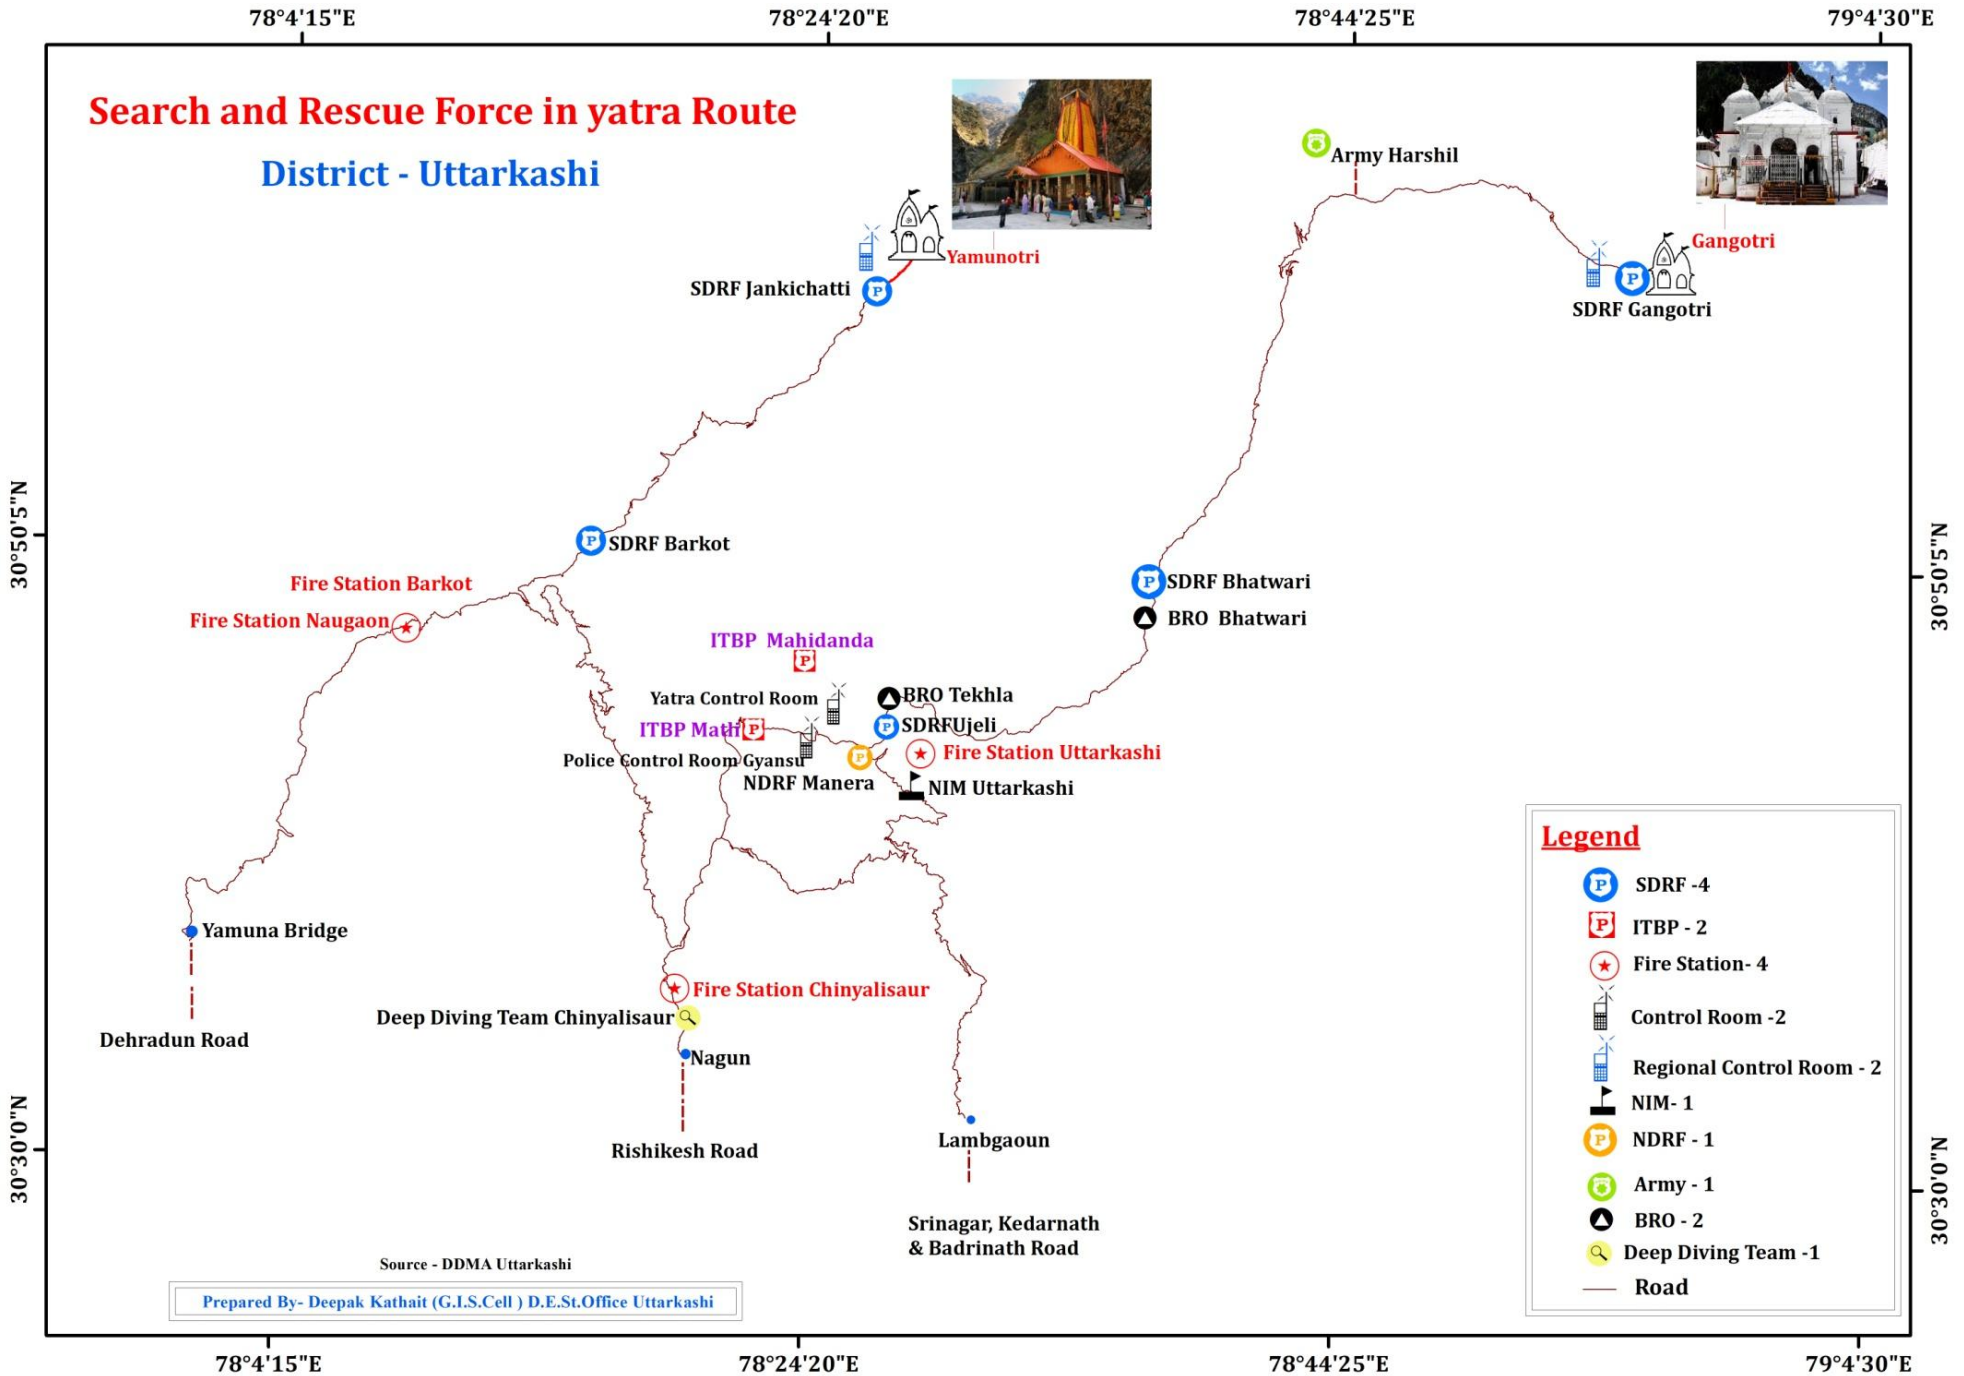 78°4'15"E
78°24'20"E
78°44'25"E
79°4'30"E
Search and Rescue Force in yatra Route
District - Uttarkashi
Army Harshil
Gangotri
Yamunotri
SDRF Jankichatti
SDRF Gangotri
30°50'5"N
30°50'5"N
SDRF Barkot
Fire Station Barkot
SDRF Bhatwari
Fire Station Naugaon
BRO  Bhatwari
ITBP  Mahidanda
Yatra Control Room
BRO Tekhla
ITBP Matli
SDRF Ujeli
Fire Station Uttarkashi
Police Control Room Gyansu
NDRF Manera
NIM Uttarkashi
Yamuna Bridge
Fire Station Chinyalisaur
Deep Diving Team Chinyalisaur
Dehradun Road
Nagun
Rishikesh Road
Lambgaoun
30°30'0"N
30°30'0"N
Srinagar, Kedarnath
& Badrinath Road
Legend
SDRF -4
ITBP - 2
Fire Station- 4
Control Room -2
Regional Control Room - 2
NIM- 1
NDRF - 1
Army - 1
BRO - 2
Deep Diving Team -1
Road
Source - DDMA Uttarkashi
Prepared By- Deepak Kathait (G.I.S.Cell ) D.E.St.Office Uttarkashi
78°4'15"E
78°24'20"E
78°44'25"E
79°4'30"E